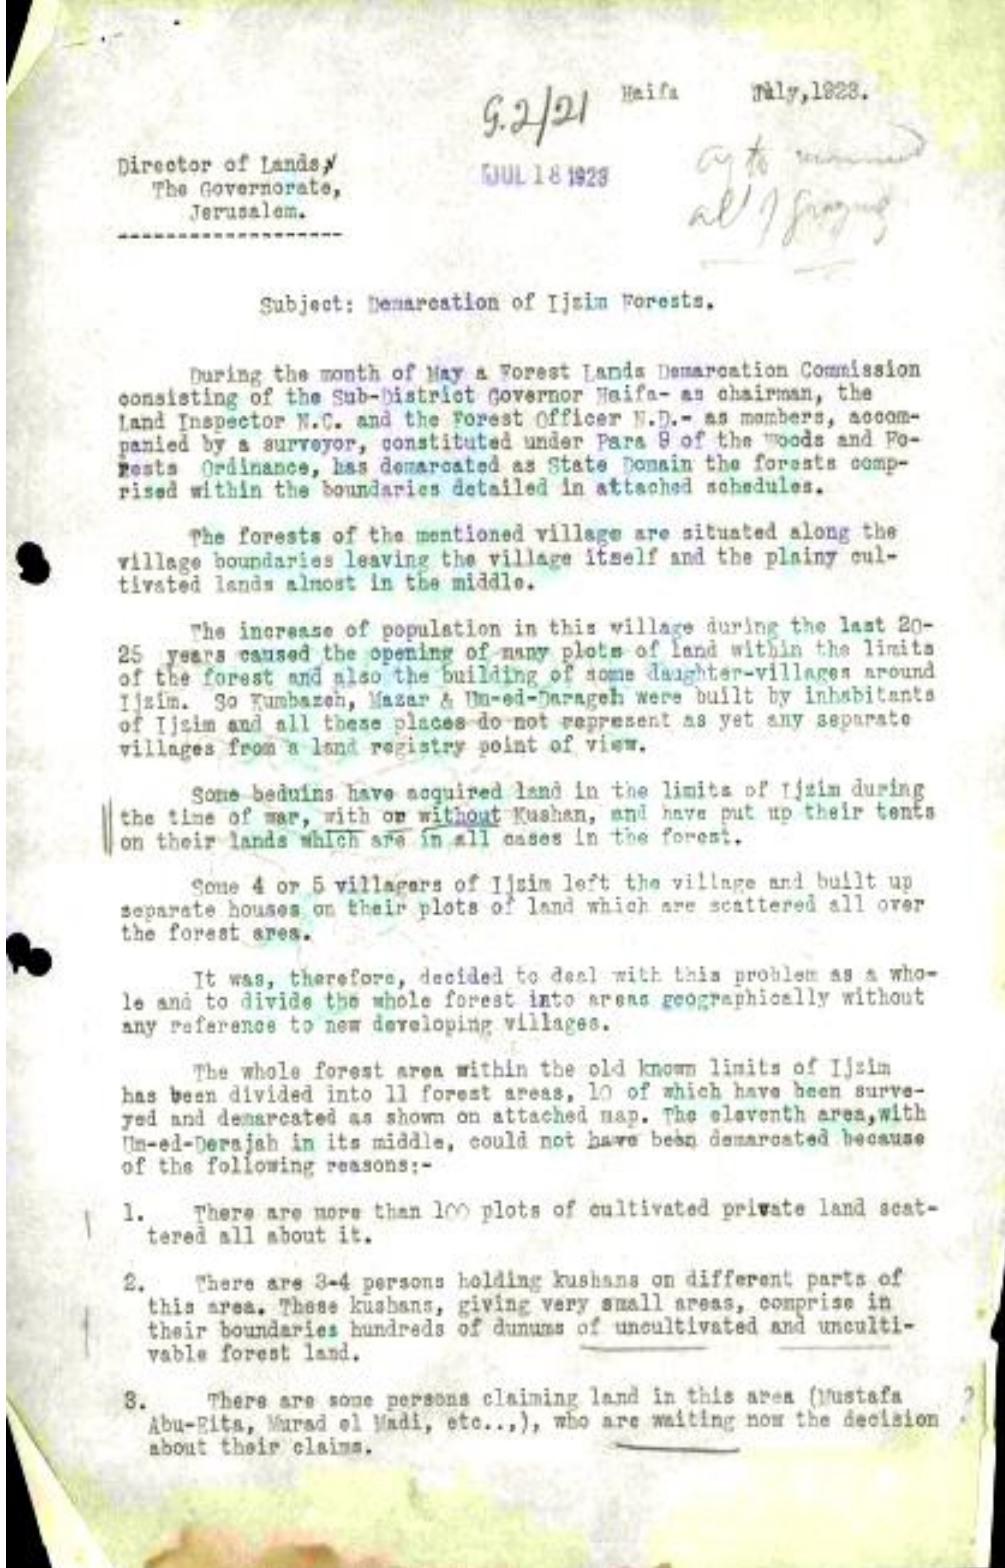 Haifa July,1923.
G.2/21
JUL 18 1923
Director of Lands,
The Governorate,
Jerusalem.
-------------------
all grazing
Subject: Demarcation of Ijzim Forests.
During the month of May a Forest Lands Demarcation Commission
consisting of the Sub-District Governor Haifa- as chairman, the
Land Inspector N.C. and the Forest Officer N.D.- as members, accom-
panied by a surveyor, constituted under Para 9 of the Woods and Fo-
rests Ordinance, has demarcated as State Domain the forests comp-
rised within the boundaries detailed in attached schedules.
The forests of the mentioned village are situated along the
village boundaries leaving the village itself and the plainy cul-
tivated lands almost in the middle.
The increase of population in this village during the last 20-
25 years caused the opening of many plots of land within the limits
of the forest and also the building of some daughter-villages around
Ijzim. So Kumbazeh, Mazar & Um-ed-Darageh were built by inhabitants
of Ijzim and all these places do not represent as yet any separate
villages from a land registry point of view.
Some beduins have acquired land in the limits of Ijzim during
the time of war, with or without Kushan, and have put up their tents
on their lands which are in all cases in the forest.
Some 4 or 5 villagers of Ijzim left the village and built up
separate houses on their plots of land which are scattered all over
the forest area.
It was, therefore, decided to deal with this problem as a who-
le and to divide the whole forest into areas geographically without
any reference to new developing villages.
The whole forest area within the old known limits of Ijzim
has been divided into 11 forest areas, 10 of which have been surve-
yed and demarcated as shown on attached map. The eleventh area,with
Um-ed-Derajah in its middle, could not have been demarcated because
of the following reasons:-
1. There are more than 100 plots of cultivated private land scat-
tered all about it.
2. There are 3-4 persons holding kushans on different parts of
this area. These kushans, giving very small areas, comprise in
their boundaries hundreds of dunums of uncultivated and unculti-
vable forest land.
3. There are some persons claiming land in this area (Mustafa ?
Abu-Rita, Murad el Madi, etc..,), who are waiting now the decision
about their claims.